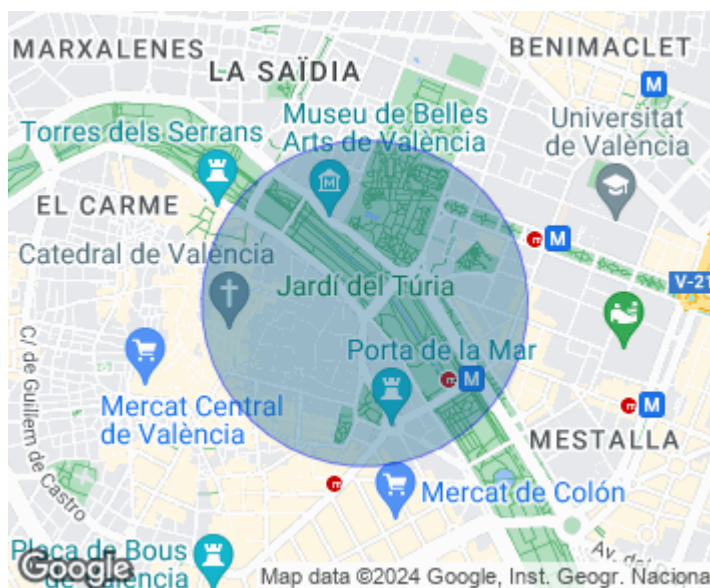 MARXALENES
BENIMACLET
LA SAÏDIA
M
Museu de Belles
Arts de València
Universitat
de València
Torres dels Serrans
EL CARME
M
Catedral de València
V-21
Jardí del Túria
Porta de la Mar
M
M
Mercat Central
de València
C/ de Guillem de Castro
MESTALLA
Mercat de Colón
Plaça de Bous
de València
Av. del
Google
Map data ©2024 Google, Inst. Geogr. Naciona